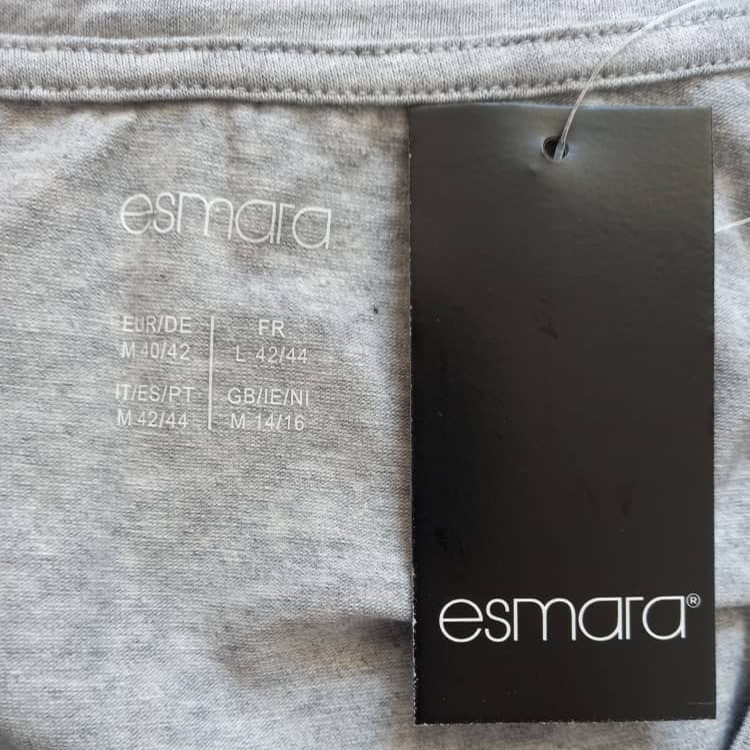 esmara
EUR/DE
M 40/42
FR
L 42/44
IT/ES/PT
M 42/44
GB/IE/NI
M 14/16
esmara®